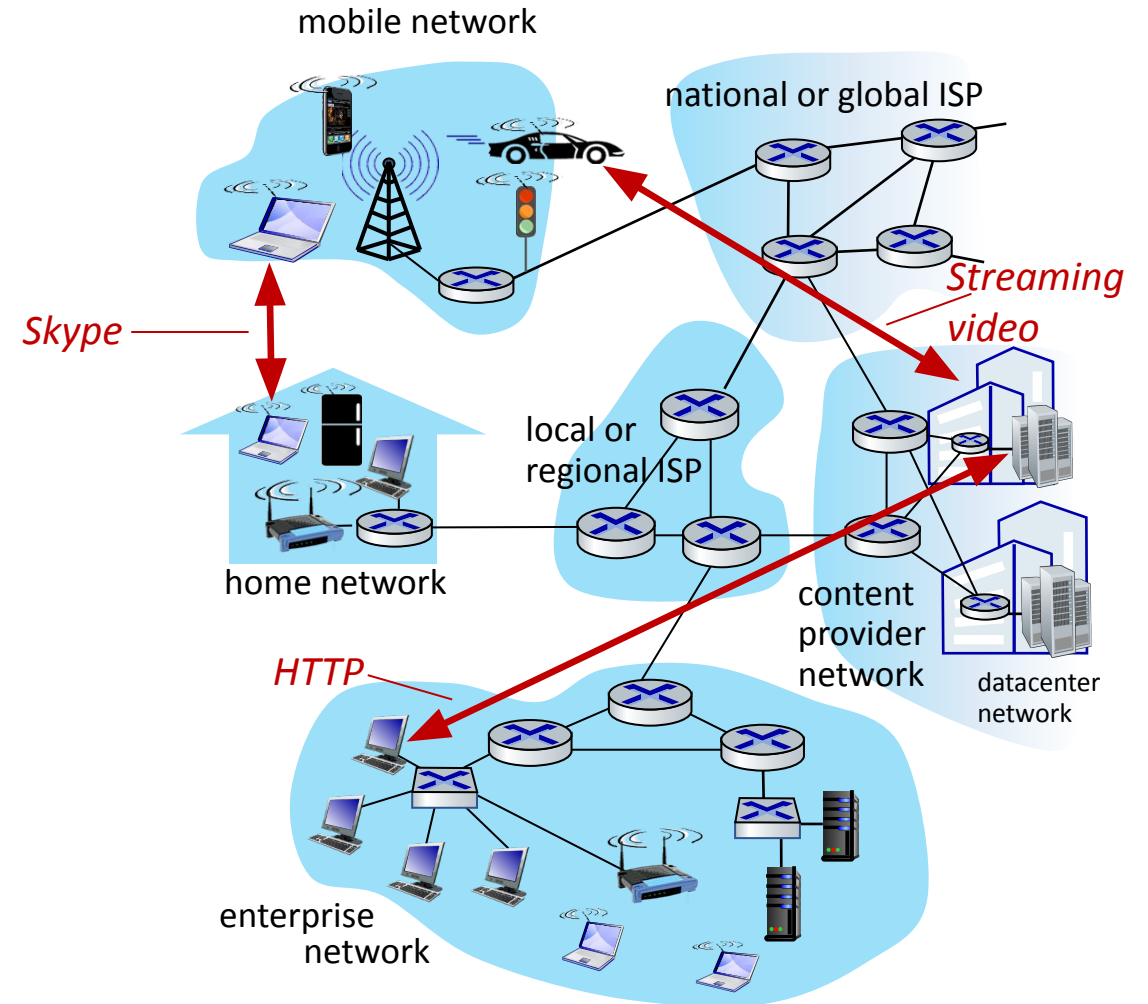 mobile network
national or global ISP
Streaming
video
Skype
local or
regional ISP
home network
content
provider
network
datacenter
network
HTTP
enterprise
network